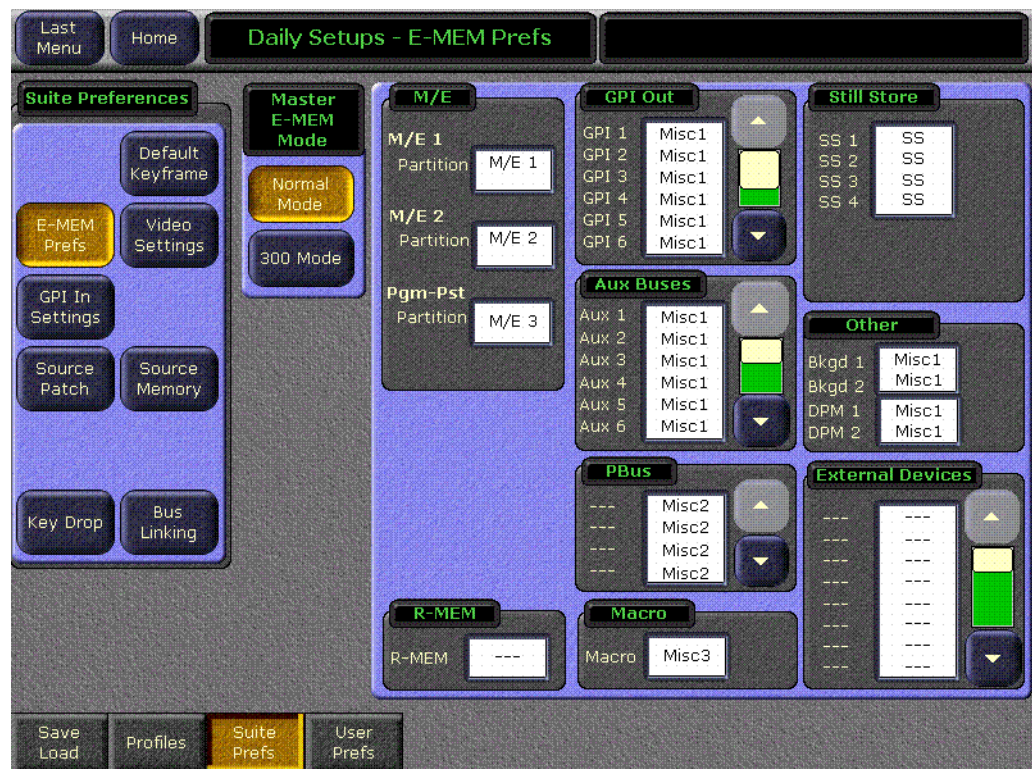 Last Menu
Home
Daily Setups - E-MEM Prefs
Suite Preferences
Default Keyframe
E-MEM Prefs
Video Settings
GPI In Settings
Source Patch
Source Memory
Key Drop
Bus Linking
Master E-MEM Mode
Normal Mode
300 Mode
M/E
M/E 1
Partition M/E 1
M/E 2
Partition M/E 2
Pgm-Pst
Partition M/E 3
GPI Out
GPI 1 Misc1
GPI 2 Misc1
GPI 3 Misc1
GPI 4 Misc1
GPI 5 Misc1
GPI 6 Misc1
Aux Buses
Aux 1 Misc1
Aux 2 Misc1
Aux 3 Misc1
Aux 4 Misc1
Aux 5 Misc1
Aux 6 Misc1
PBus
--- Misc2
--- Misc2
--- Misc2
--- Misc2
R-MEM
R-MEM ---
Macro
Macro Misc3
Still Store
SS 1 SS
SS 2 SS
SS 3 SS
SS 4 SS
Other
Bkgd 1 Misc1
Bkgd 2 Misc1
DPM 1 Misc1
DPM 2 Misc1
External Devices
--- ---
--- ---
--- ---
--- ---
--- ---
--- ---
--- ---
--- ---
Save Load
Profiles
Suite Prefs
User Prefs